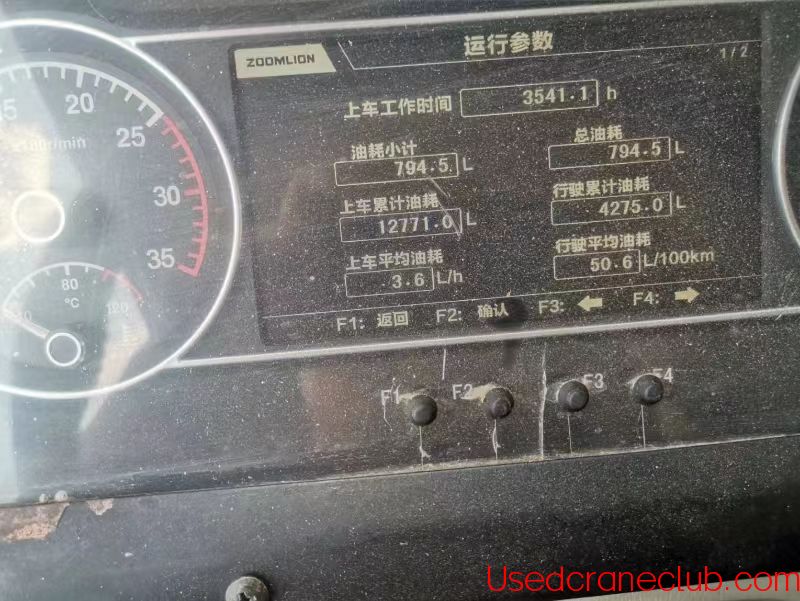 ZOOMLION
运行参数
1/2
上车工作时间 3541.1 h
油耗小计
794.5 L
总油耗
794.5 L
上车累计油耗
12771.0 L
行驶累计油耗
4275.0 L
上车平均油耗
3.6 L/h
行驶平均油耗
50.6 L/100km
F1: 返回 F2: 确认 F3: F4:
20
25
30
35
r/min
80
°C
120
F1 F2 F3 F4
Usedcraneclub.com